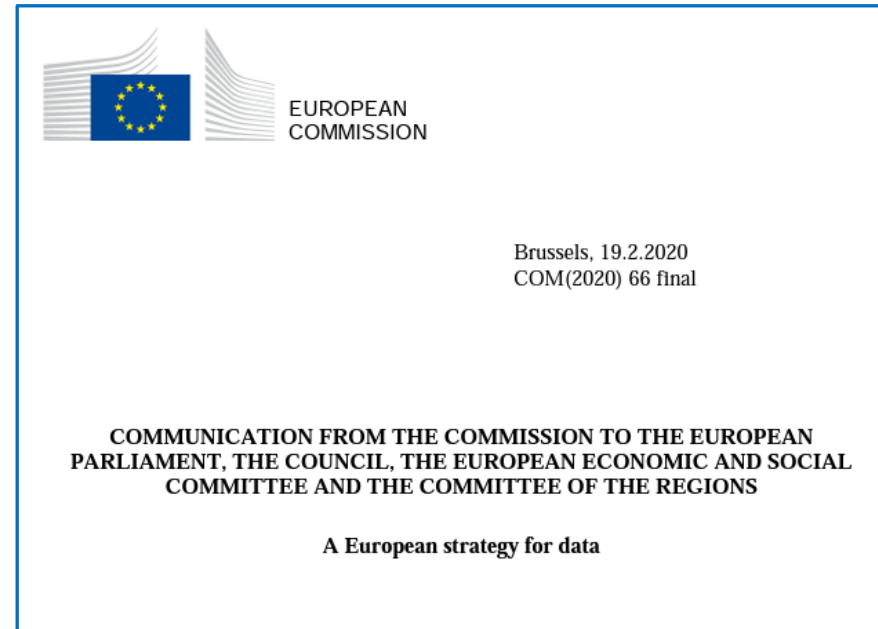 EUROPEAN
COMMISSION
Brussels, 19.2.2020
COM(2020) 66 final
COMMUNICATION FROM THE COMMISSION TO THE EUROPEAN
PARLIAMENT, THE COUNCIL, THE EUROPEAN ECONOMIC AND SOCIAL
COMMITTEE AND THE COMMITTEE OF THE REGIONS
A European strategy for data